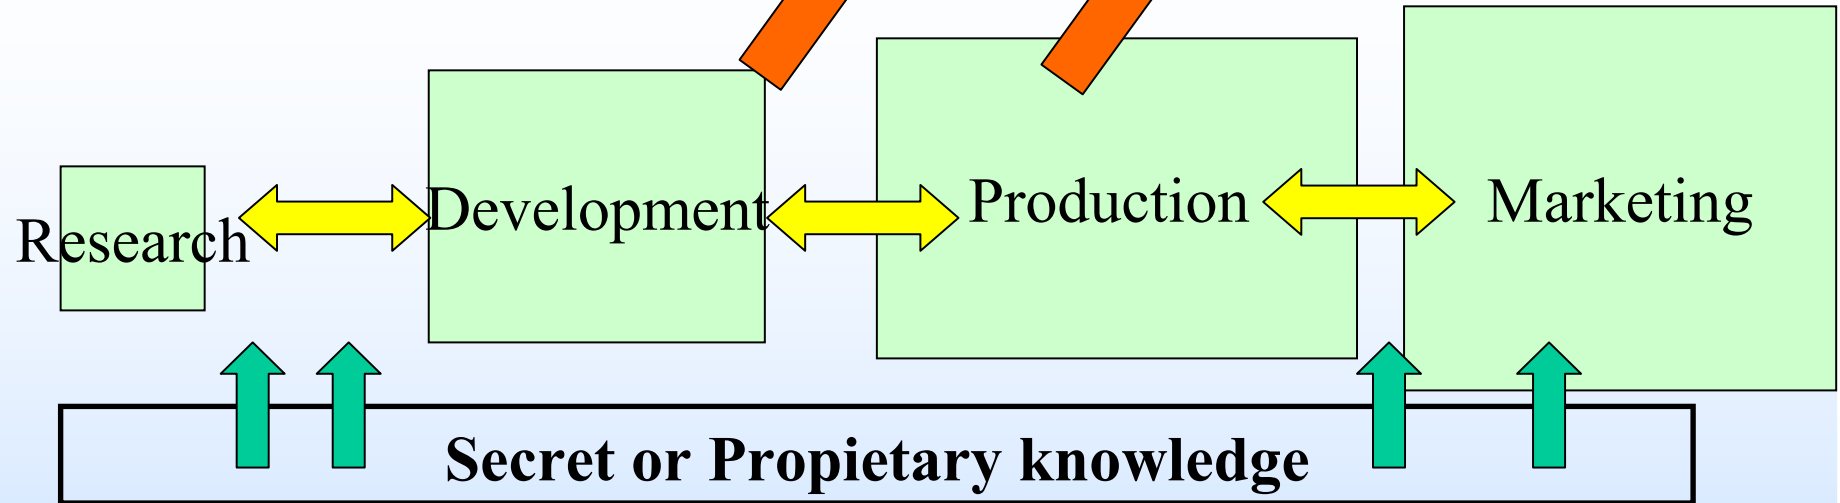 Research
Development
Production
Marketing
Secret or Propietary knowledge